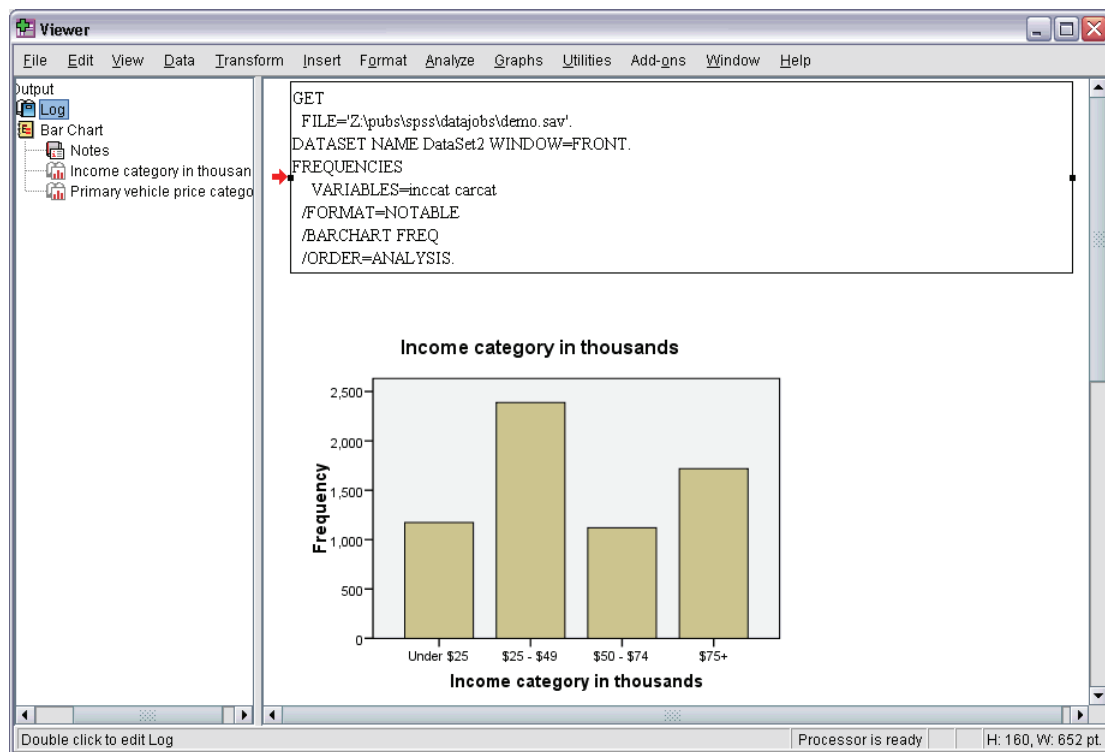 Viewer
File Edit View Data Transform Insert Format Analyze Graphs Utilities Add-ons Window Help
Output
Log
Bar Chart
Notes
Income category in thousan
Primary vehicle price catego
GET
FILE='Z:\pubs\spss\datajobs\demo.sav'.
DATASET NAME DataSet2 WINDOW=FRONT.
FREQUENCIES
VARIABLES=inccat carcat
/FORMAT=NOTABLE
/BARCHART FREQ
/ORDER=ANALYSIS.
Income category in thousands
Frequency
2,500
2,000
1,500
1,000
500
0
Under $25 $25 - $49 $50 - $74 $75+
Income category in thousands
Double click to edit Log Processor is ready H: 160, W: 652 pt.